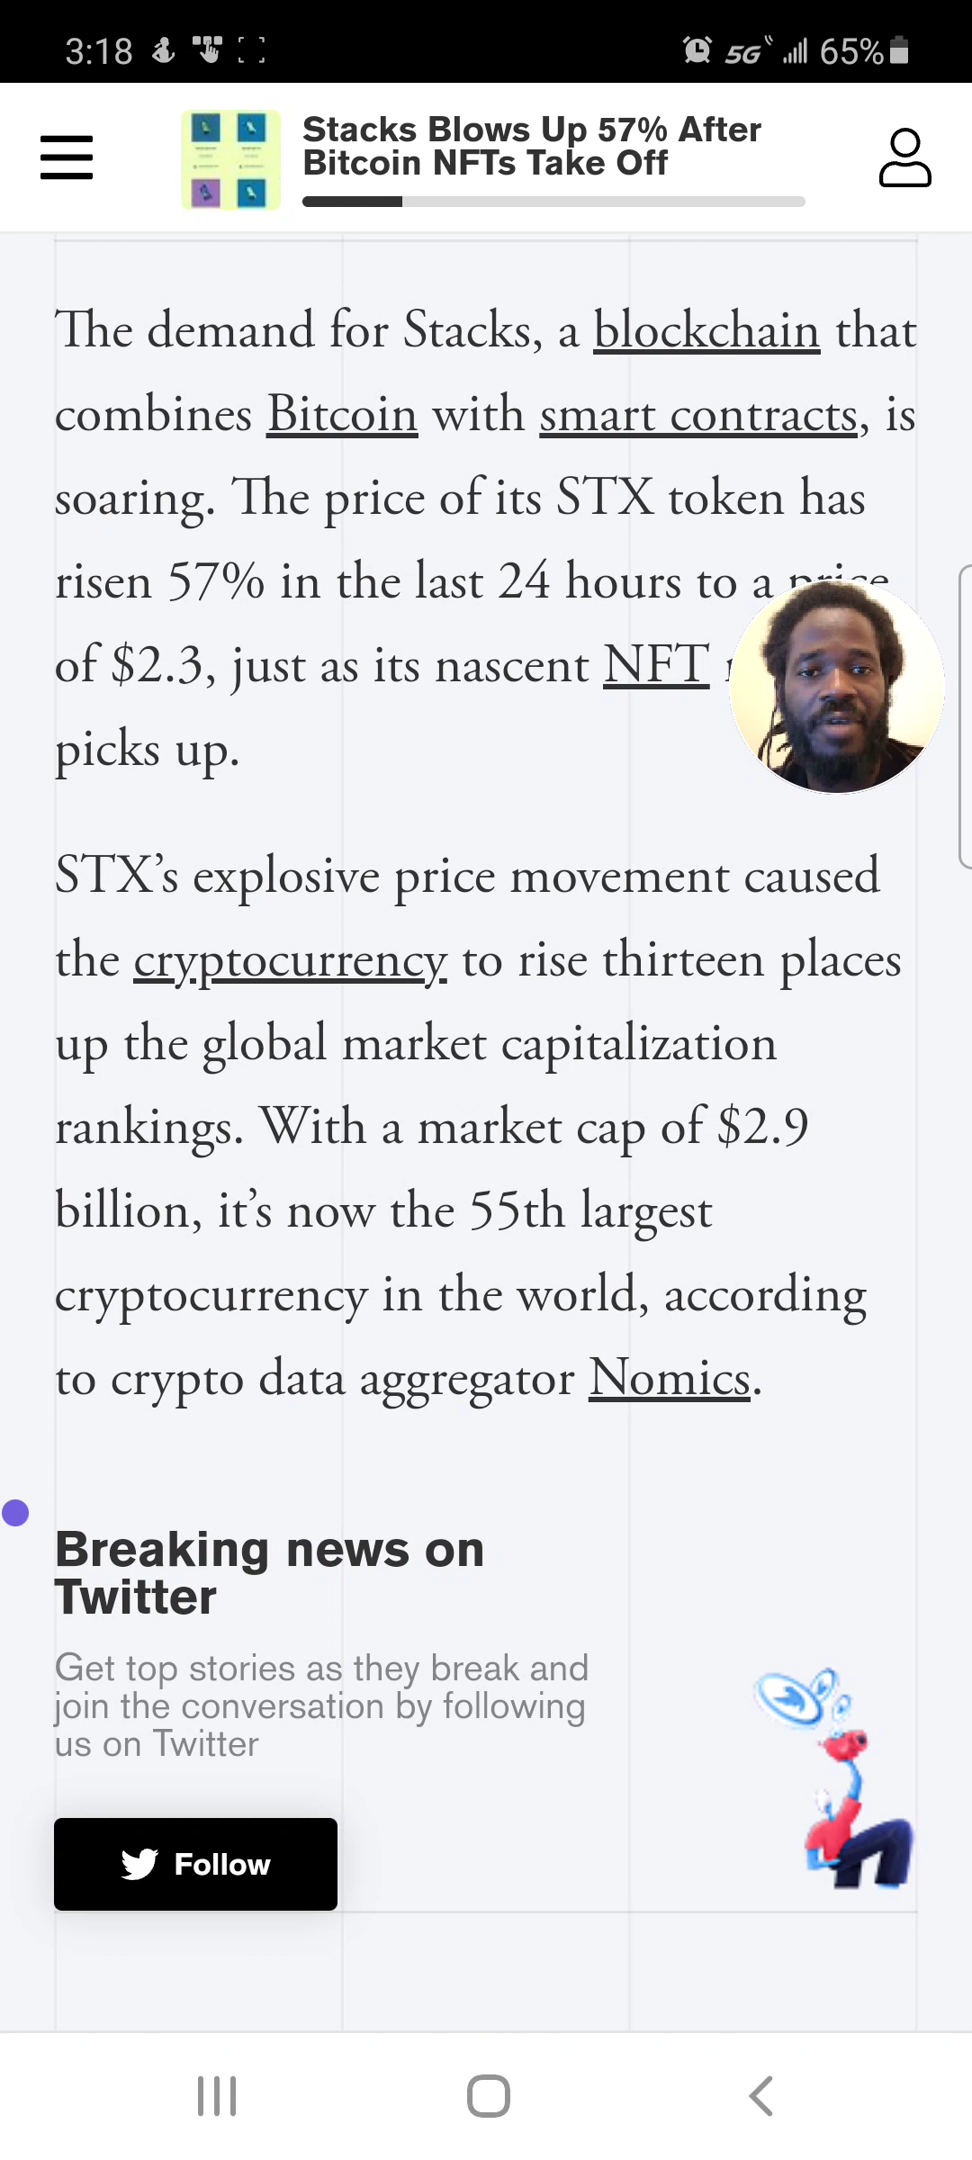 3:18
5G
65%
Stacks Blows Up 57% After
Bitcoin NFTs Take Off
The demand for Stacks, a blockchain that
combines Bitcoin with smart contracts, is
soaring. The price of its STX token has
risen 57% in the last 24 hours to a price
of $2.3, just as its nascent NFT
picks up.
STX’s explosive price movement caused
the cryptocurrency to rise thirteen places
up the global market capitalization
rankings. With a market cap of $2.9
billion, it’s now the 55th largest
cryptocurrency in the world, according
to crypto data aggregator Nomics.
Breaking news on
Twitter
Get top stories as they break and
join the conversation by following
us on Twitter
Follow